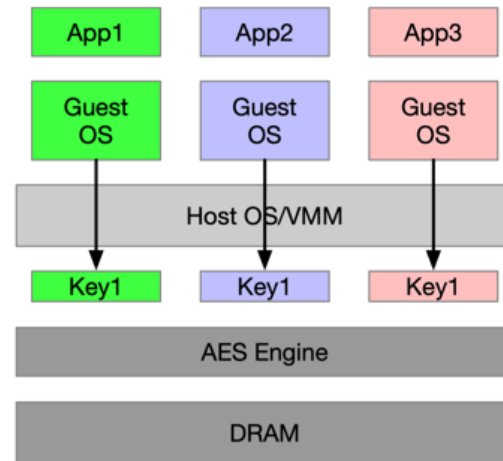 App1
App2
App3
Guest
OS
Guest
OS
Guest
OS
Host OS/VMM
Key1
Key1
Key1
AES Engine
DRAM